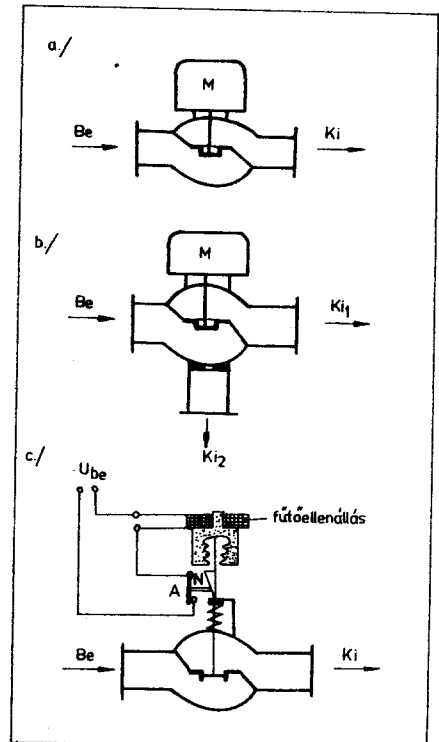 a./
M
Be
Ki
b./
M
Be
Ki₁
Ki₂
c./
Ube
fűtőellenállás
N
A
Be
Ki